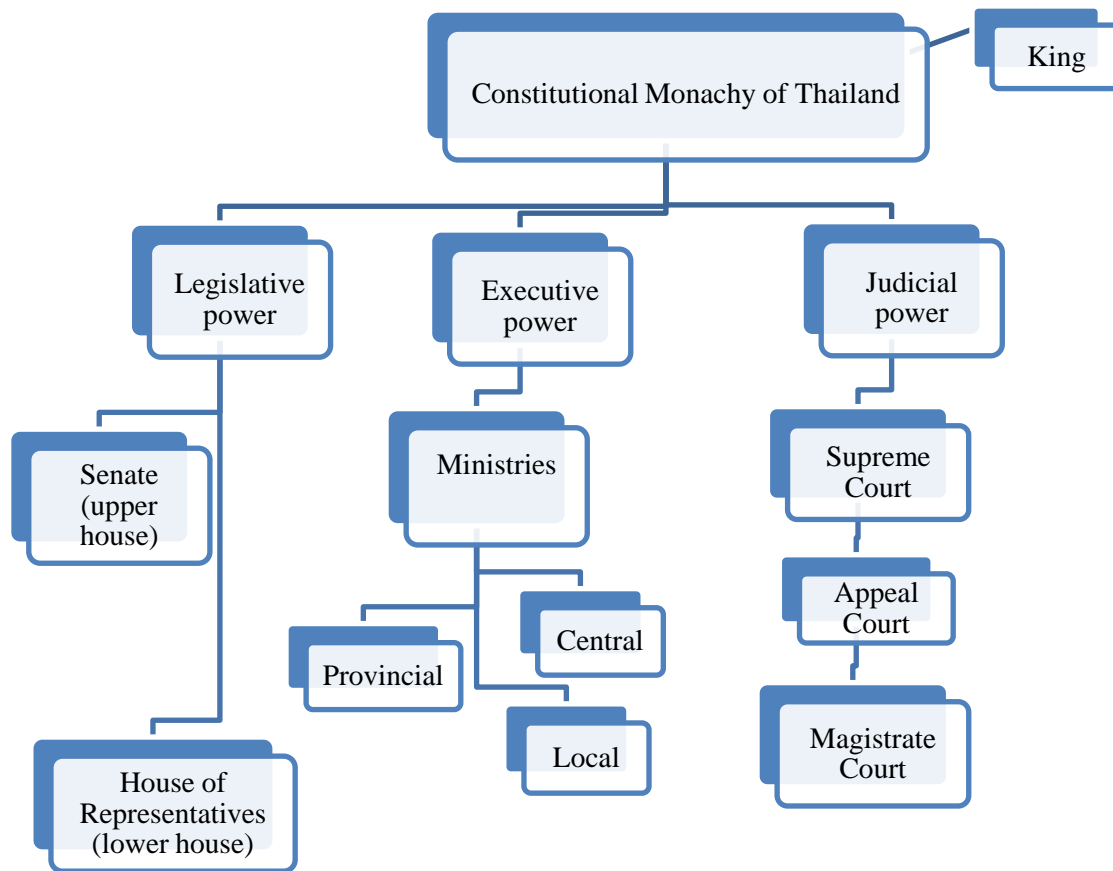 Constitutional Monachy of Thailand
King
Legislative
power
Executive
power
Judicial
power
Senate
(upper
house)
House of
Representatives
(lower house)
Ministries
Provincial
Central
Local
Supreme
Court
Appeal
Court
Magistrate
Court